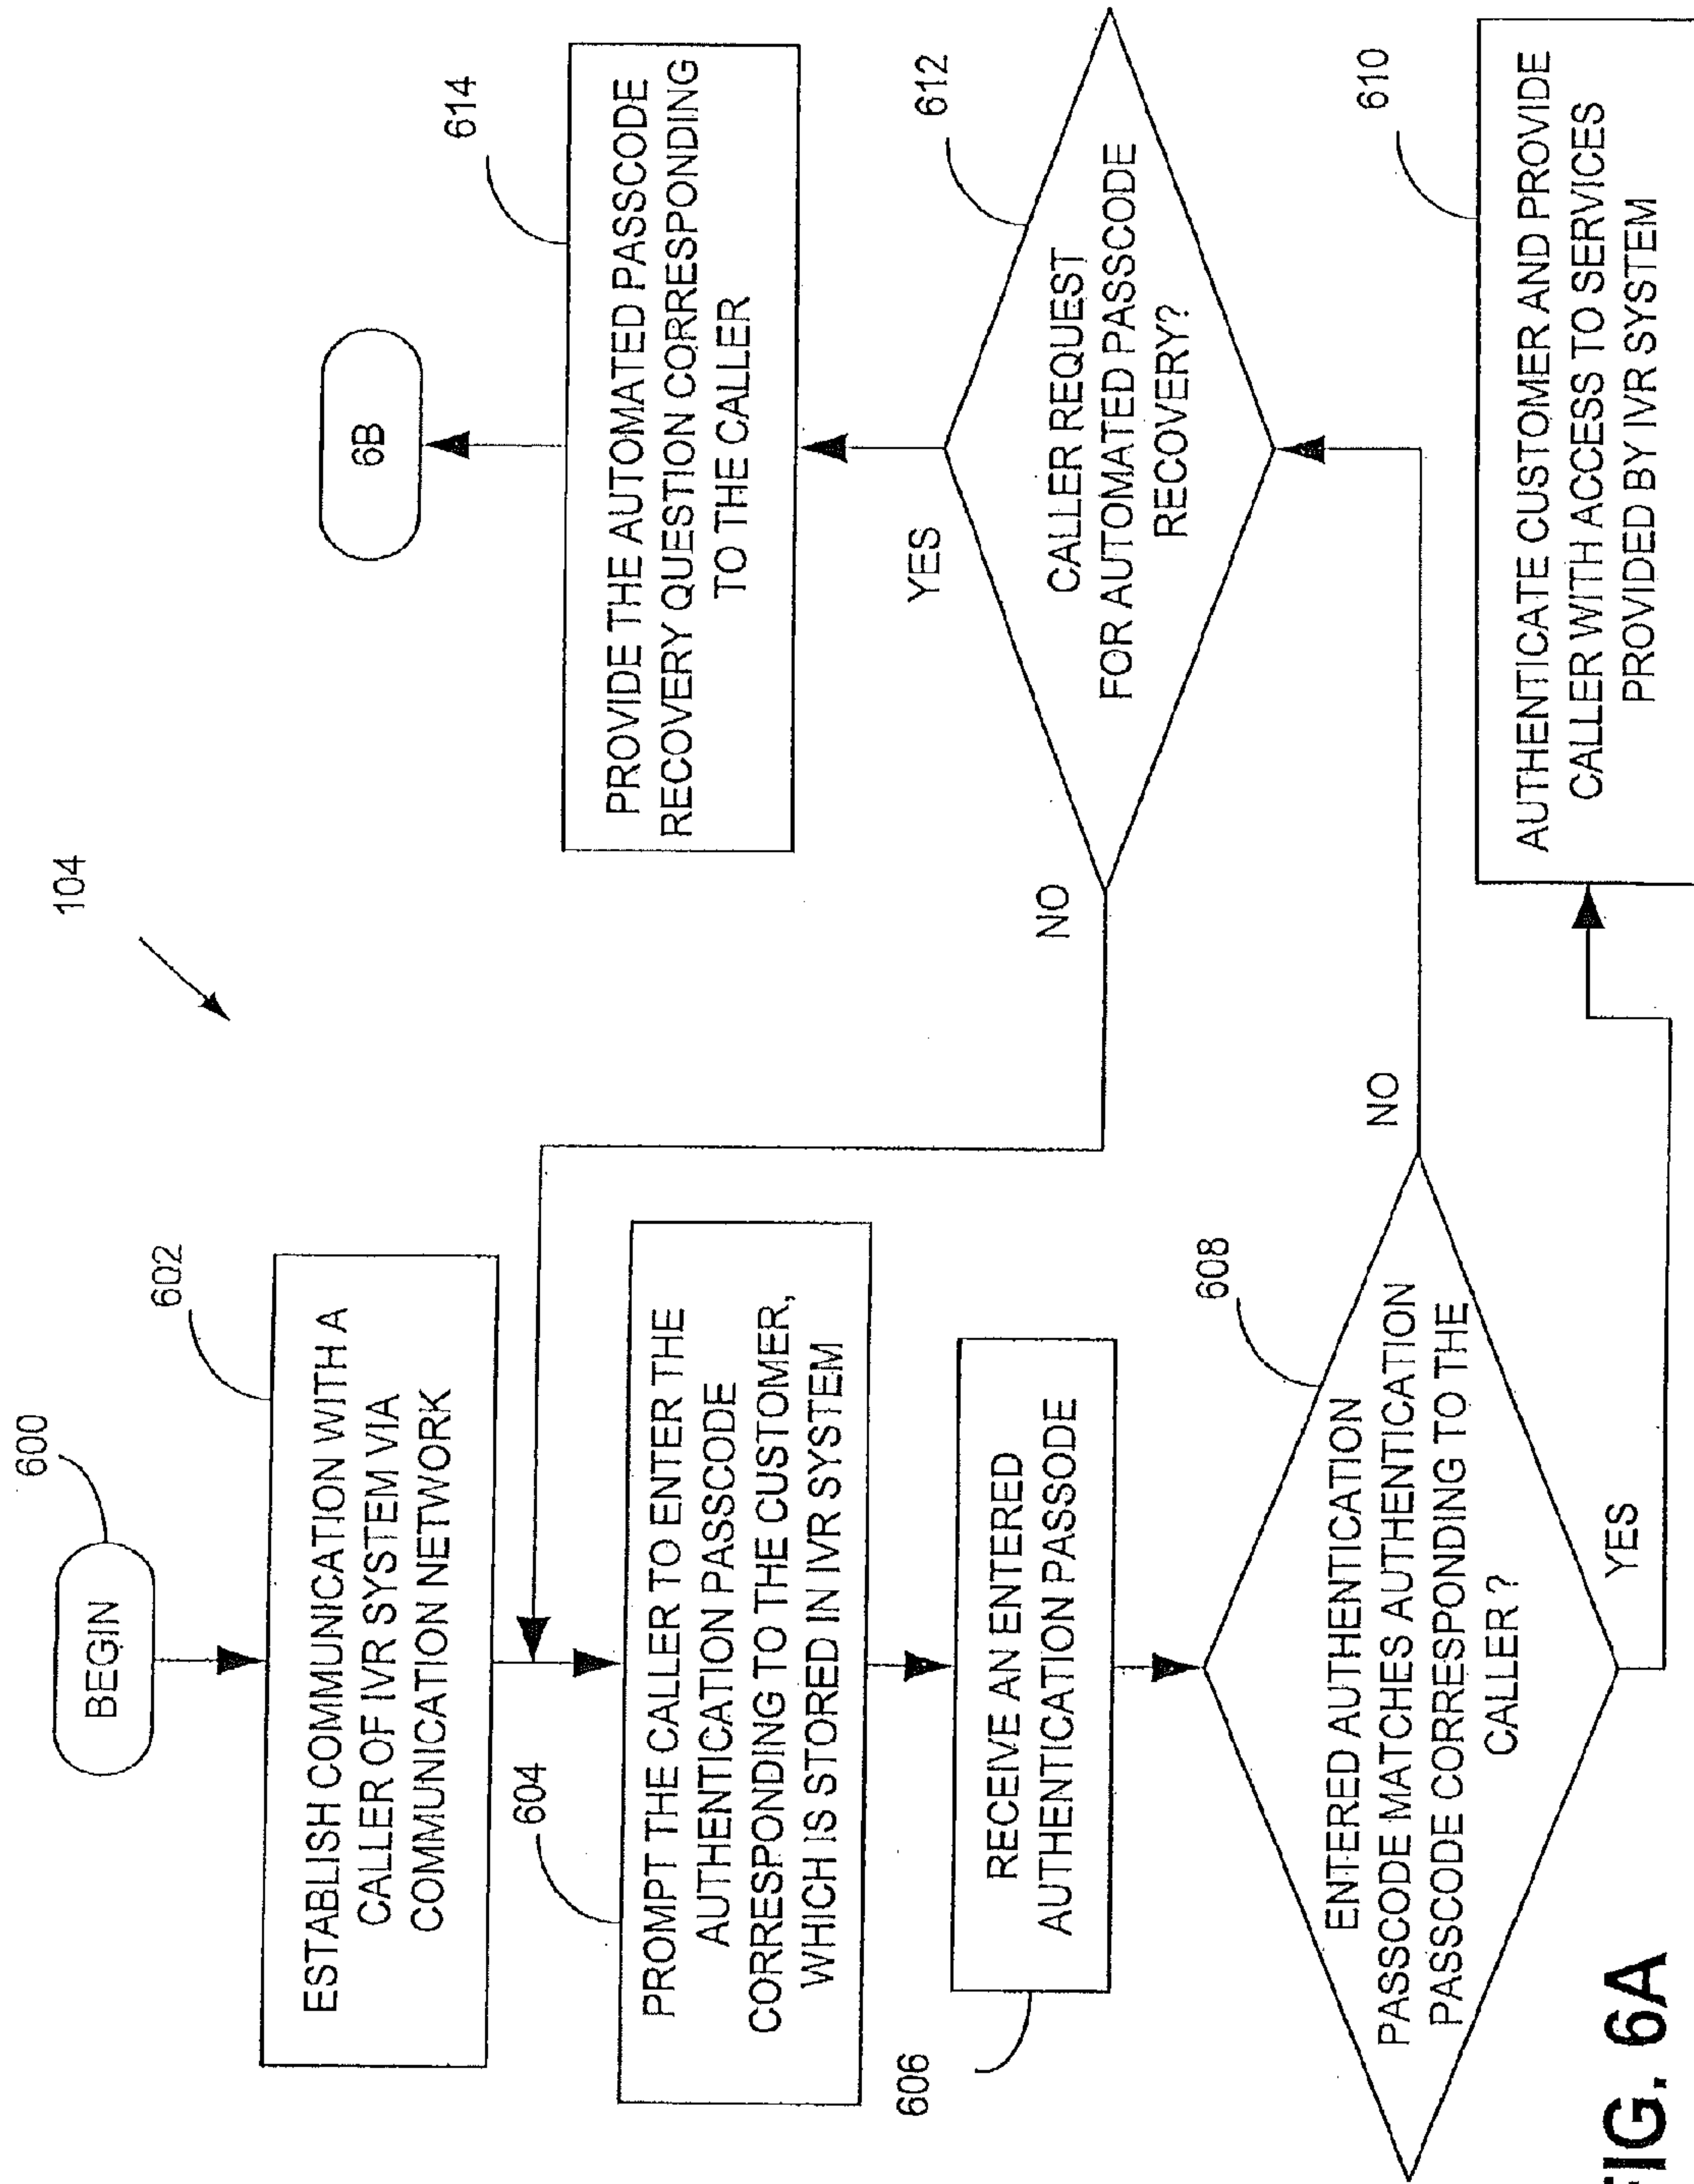 104
600
BEGIN
602
ESTABLISH COMMUNICATION WITH A
CALLER OF IVR SYSTEM VIA
COMMUNICATION NETWORK
604
PROMPT THE CALLER TO ENTER THE
AUTHENTICATION PASSCODE
CORRESPONDING TO THE CUSTOMER,
WHICH IS STORED IN IVR SYSTEM
606
RECEIVE AN ENTERED
AUTHENTICATION PASSODE
608
ENTERED AUTHENTICATION
PASSCODE MATCHES AUTHENTICATION
PASSCODE CORRESPONDING TO THE
CALLER ?
YES
NO
6B
614
PROVIDE THE AUTOMATED PASSCODE
RECOVERY QUESTION CORRESPONDING
TO THE CALLER
YES
612
CALLER REQUEST
FOR AUTOMATED PASSCODE
RECOVERY?
NO
610
AUTHENTICATE CUSTOMER AND PROVIDE
CALLER WITH ACCESS TO SERVICES
PROVIDED BY IVR SYSTEM
FIG. 6A